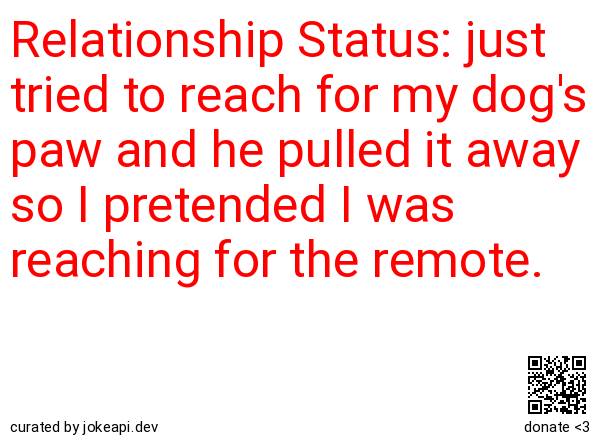 Relationship Status: just
tried to reach for my dog's
paw and he pulled it away
so I pretended I was
reaching for the remote.
curated by jokeapi.dev
donate <3